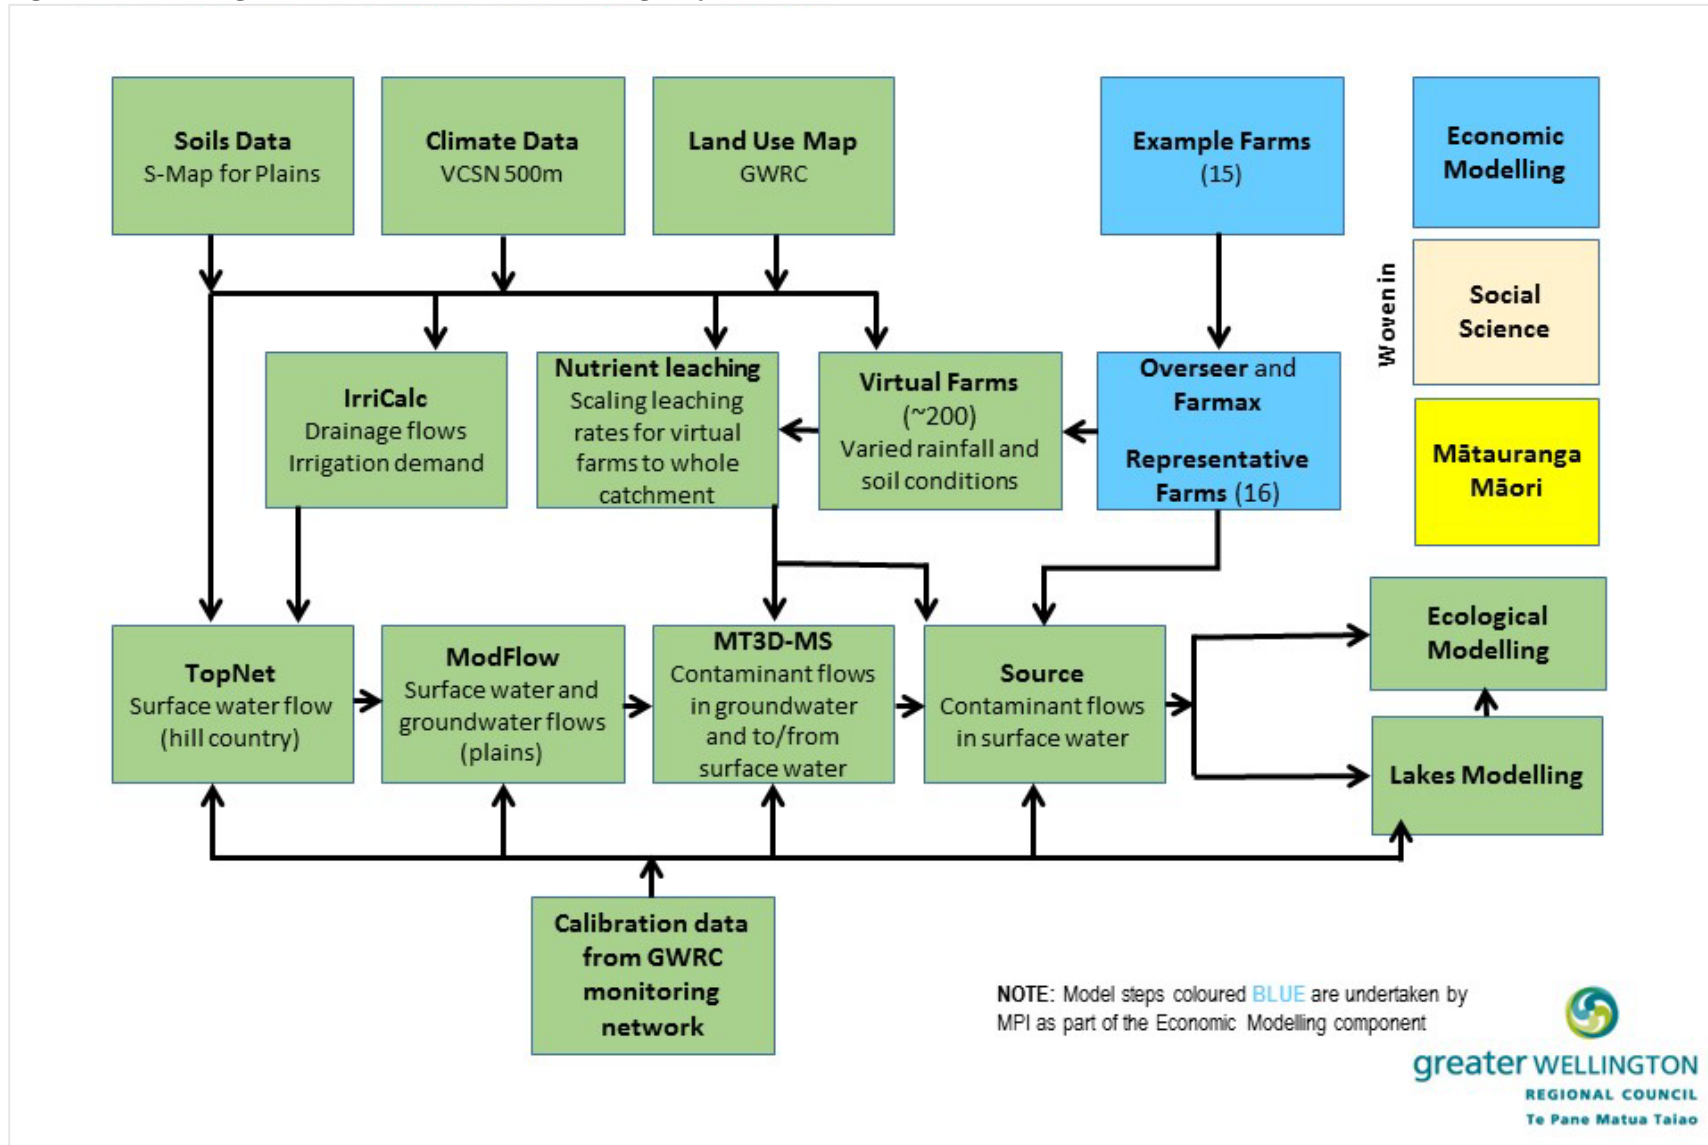 Soils Data
S-Map for Plains
Climate Data
VCSN 500m
Land Use Map
GWRC
Example Farms
(15)
Economic
Modelling
Woven in
Social
Science
Mātauranga
Māori
IrriCalc
Drainage flows
Irrigation demand
Nutrient leaching
Scaling leaching
rates for virtual
farms to whole
catchment
Virtual Farms
(~200)
Varied rainfall and
soil conditions
Overseer and
Farmax
Representative
Farms (16)
TopNet
Surface water flow
(hill country)
ModFlow
Surface water and
groundwater flows
(plains)
MT3D-MS
Contaminant flows
in groundwater
and to/from
surface water
Source
Contaminant flows
in surface water
Ecological
Modelling
Lakes Modelling
Calibration data
from GWRC
monitoring
network
NOTE: Model steps coloured BLUE are undertaken by
MPI as part of the Economic Modelling component
greater WELLINGTON
REGIONAL COUNCIL
Te Pane Matua Taiao